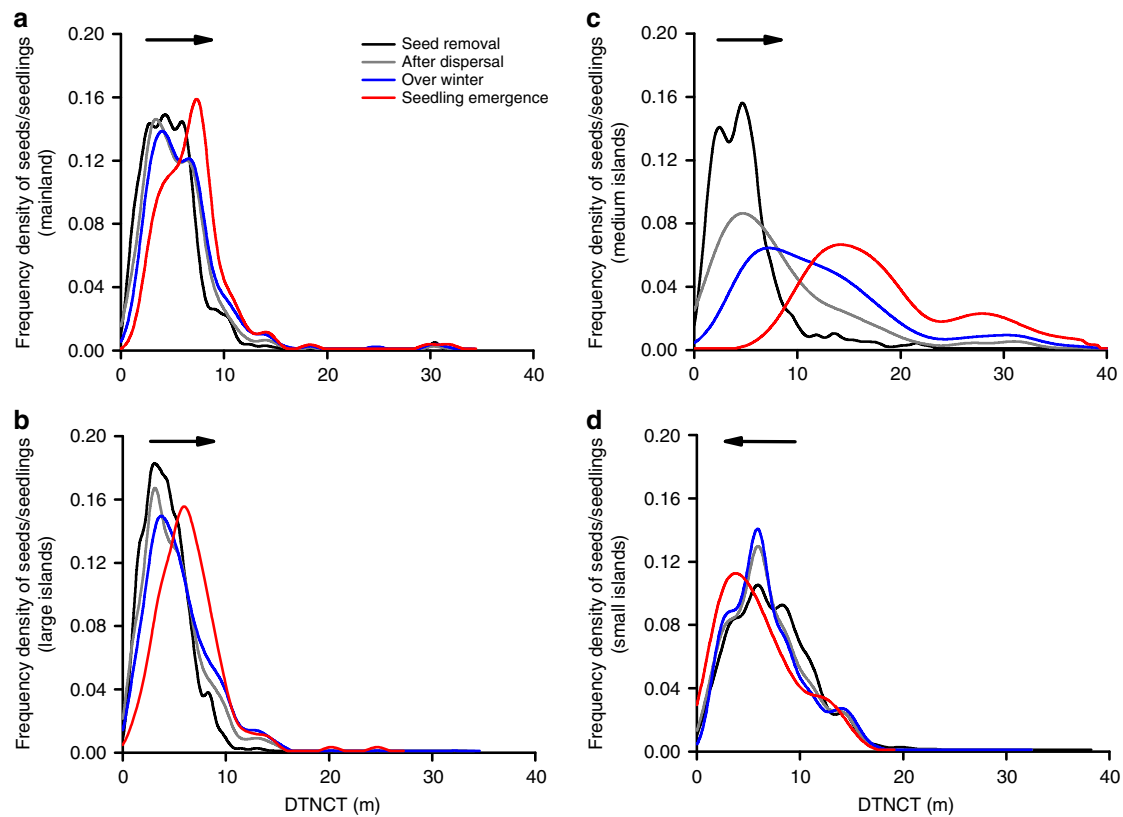 a
0.20
0.16
0.12
0.08
0.04
0.00
0
10
20
30
40
Frequency density of seeds/seedlings
(mainland)
Seed removal
After dispersal
Over winter
Seedling emergence
c
0.20
0.16
0.12
0.08
0.04
0.00
0
10
20
30
40
Frequency density of seeds/seedlings
(medium islands)
b
0.20
0.16
0.12
0.08
0.04
0.00
0
10
20
30
40
Frequency density of seeds/seedlings
(large islands)
DTNCT (m)
d
0.20
0.16
0.12
0.08
0.04
0.00
0
10
20
30
40
Frequency density of seeds/seedlings
(small islands)
DTNCT (m)